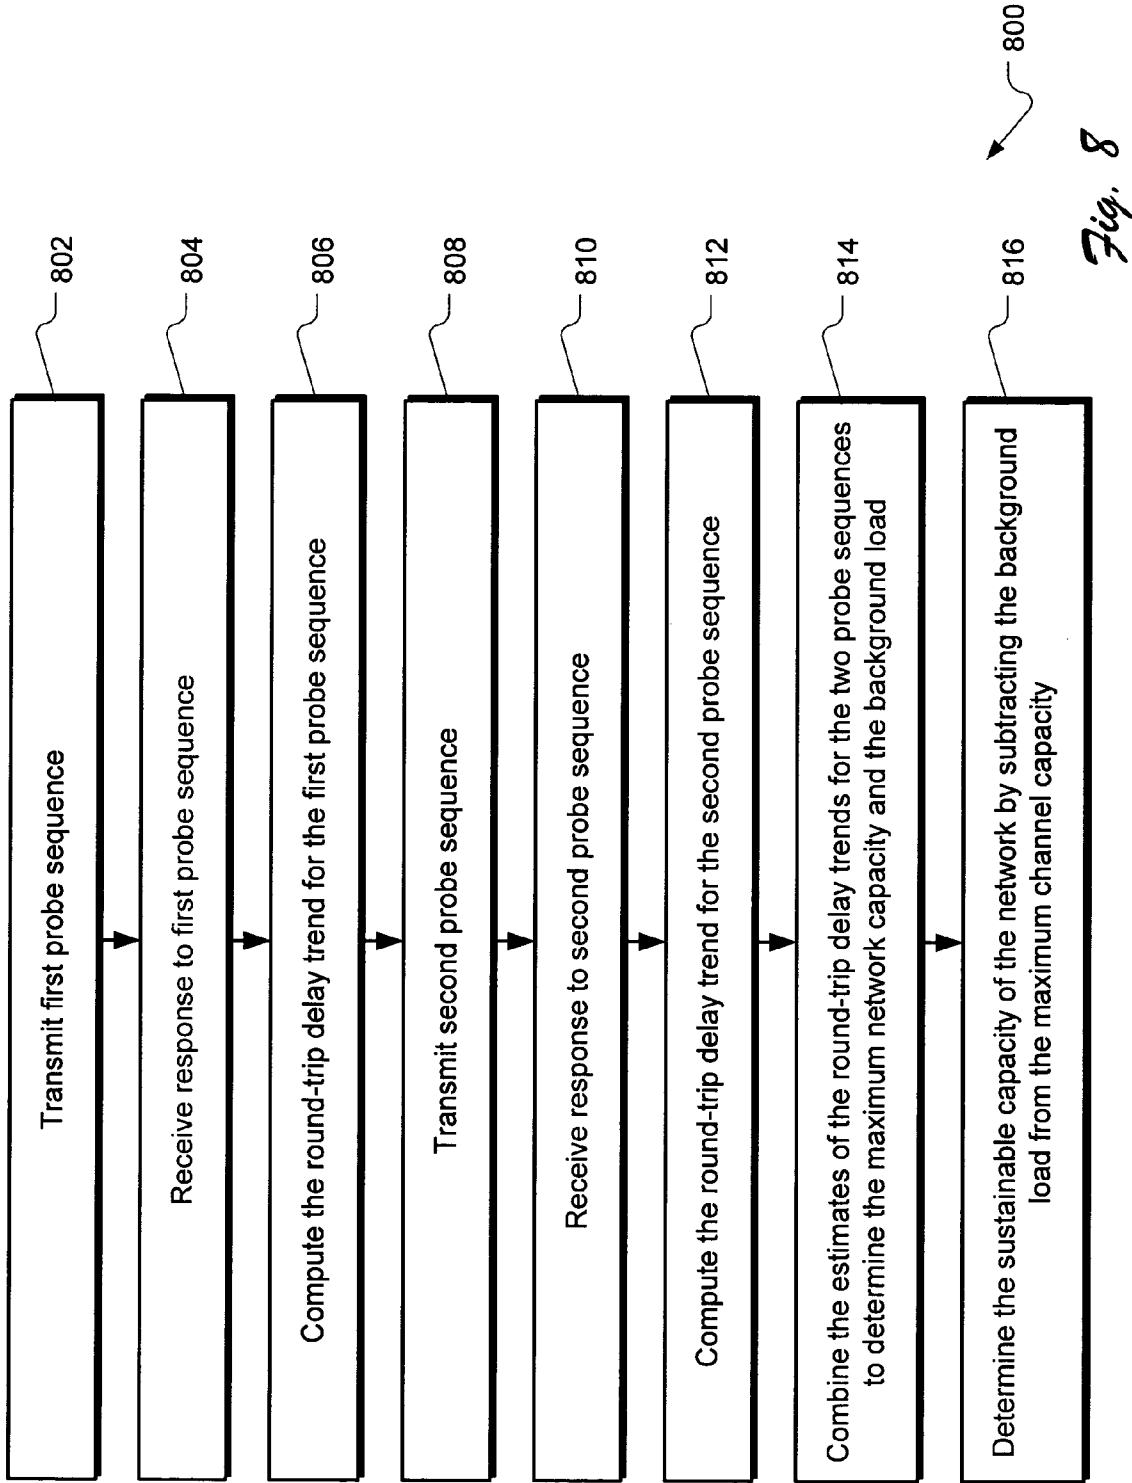 Transmit first probe sequence
802
Receive response to first probe sequence
804
Compute the round-trip delay trend for the first probe sequence
806
Transmit second probe sequence
808
Receive response to second probe sequence
810
Compute the round-trip delay trend for the second probe sequence
812
Combine the estimates of the round-trip delay trends for the two probe sequences
to determine the maximum network capacity and the background load
814
Determine the sustainable capacity of the network by subtracting the background
load from the maximum channel capacity
816
800
Fig. 8